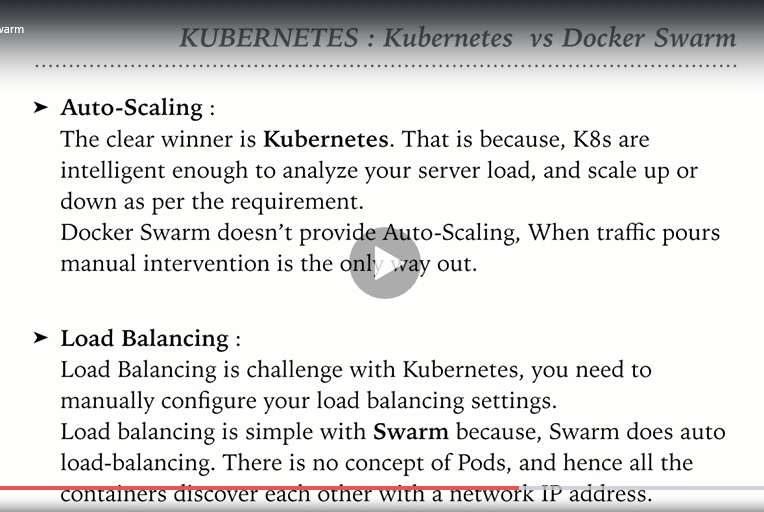 warm
KUBERNETES : Kubernetes vs Docker Swarm
➤ Auto-Scaling :
The clear winner is Kubernetes. That is because, K8s are
intelligent enough to analyze your server load, and scale up or
down as per the requirement.
Docker Swarm doesn’t provide Auto-Scaling, When traffic pours
manual intervention is the only way out.
➤ Load Balancing :
Load Balancing is challenge with Kubernetes, you need to
manually configure your load balancing settings.
Load balancing is simple with Swarm because, Swarm does auto
load-balancing. There is no concept of Pods, and hence all the
containers discover each other with a network IP address.